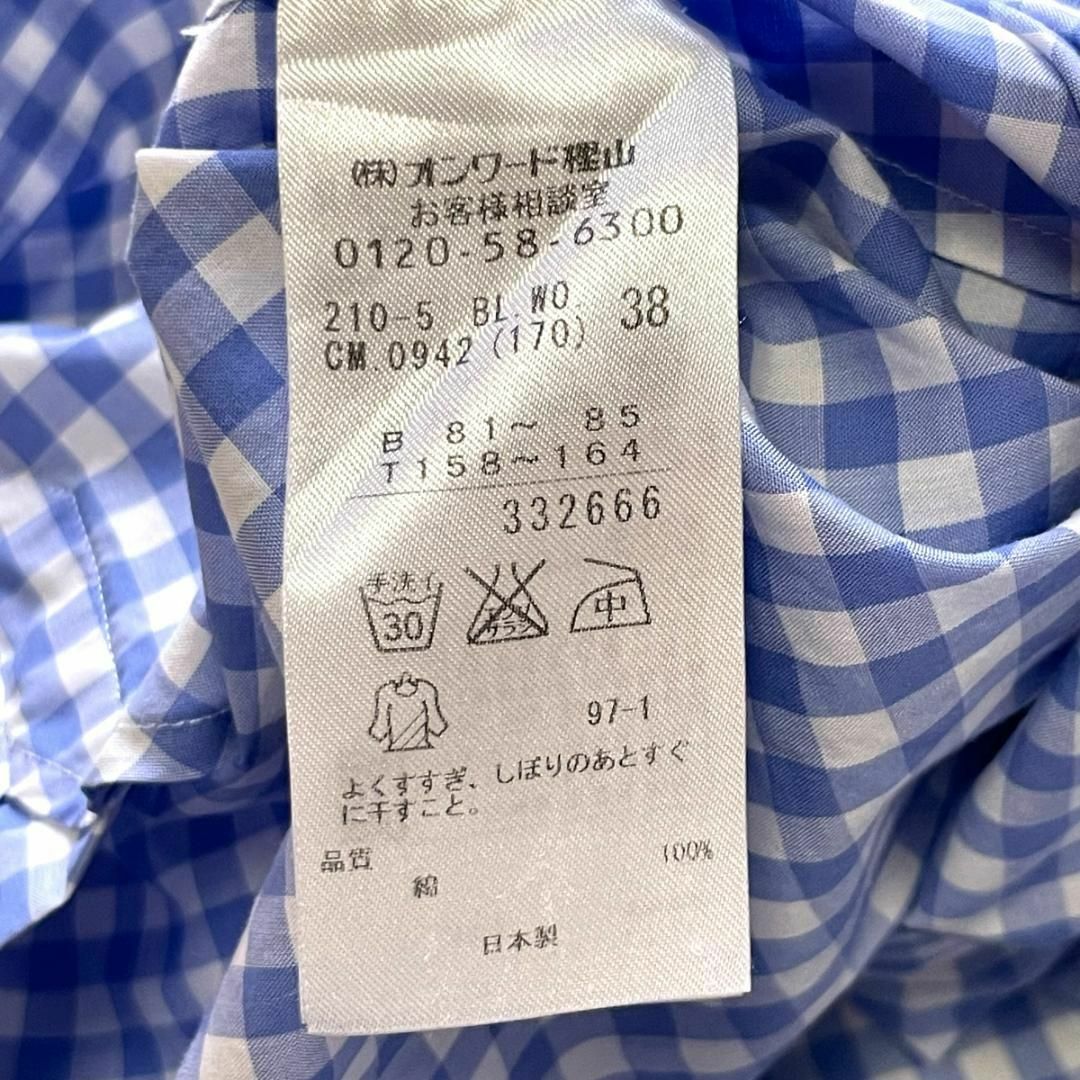 (株)オンワード樫山
お客様相談室
0120-58-6300
210-5 BL.WO. 38
CM.0942 (170)
B 81〜 85
T158〜164
332666
手洗イ
30
中
97-1
よくすすぎ、しぼりのあとすぐ
に干すこと。
品質 100%
綿
日本製